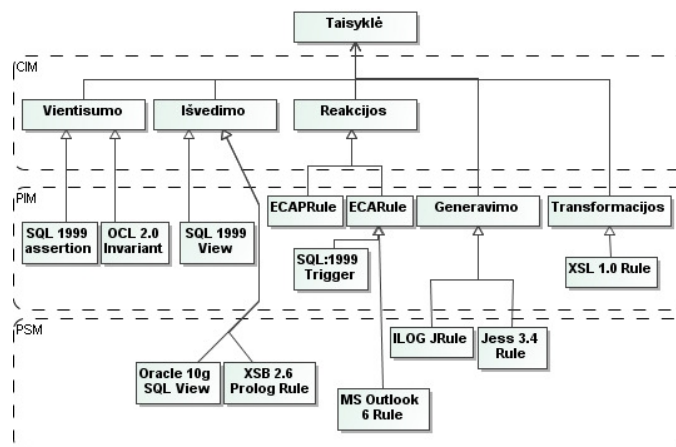 Taisyklė
CIM
Vientisumo
Išvedimo
Reakcijos
PIM
ECAPRule
ECARule
Generavimo
Transformacijos
SQL 1999
assertion
OCL 2.0
Invariant
SQL 1999
View
SQL:1999
Trigger
XSL 1.0 Rule
PSM
ILOG JRule
Jess 3.4
Rule
Oracle 10g
SQL View
XSB 2.6
Prolog Rule
MS Outlook
6 Rule